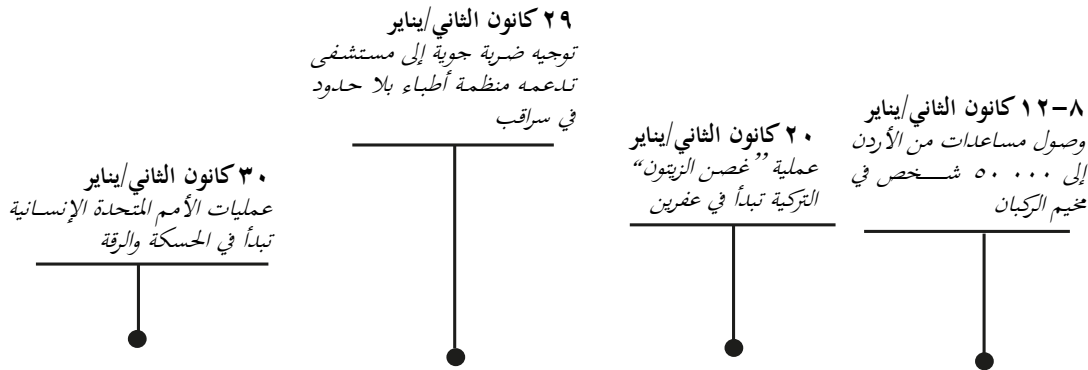 ٨-١٢ كانون الثاني/يناير
وصول مساعدات من الأردن
إلى ٠٠٠ ٥٠ شخص في
مخيم الركبان
٢٠ كانون الثاني/يناير
عملية ’’غصن الزيتون‘‘
التركية تبدأ في عفرين
٢٩ كانون الثاني/يناير
توجيه ضربة جوية إلى مستشفى
تدعمه منظمة أطباء بلا حدود
في سراقب
٣٠ كانون الثاني/يناير
عمليات الأمم المتحدة الإنسانية
تبدأ في الحسكة والرقة